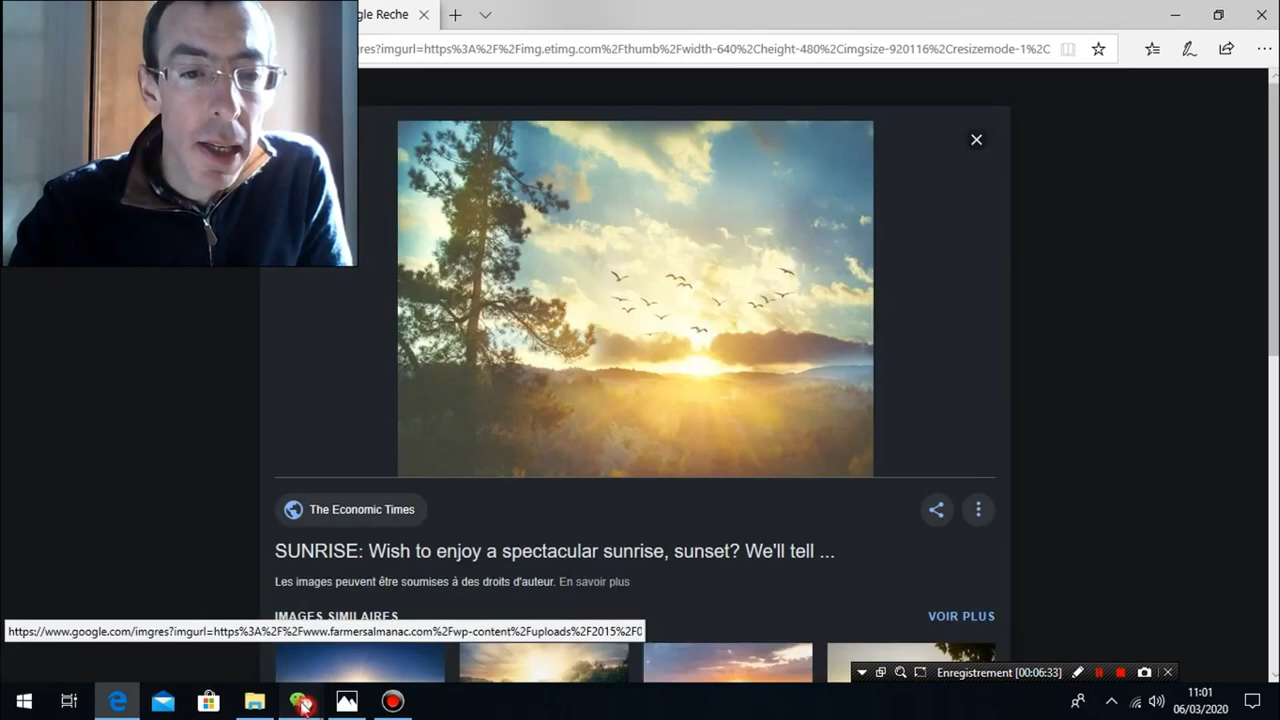 gle Reche
res?imgurl=https%3A%2F%2Fimg.etimg.com%2Fthumb%2Fwidth-640%2Cheight-480%2Cimgsize-920116%2Cresizemode-1%2C
The Economic Times
SUNRISE: Wish to enjoy a spectacular sunrise, sunset? We'll tell ...
Les images peuvent être soumises à des droits d'auteur. En savoir plus
IMAGES SIMILAIRES
VOIR PLUS
https://www.google.com/imgres?imgurl=https%3A%2F%2Fwww.farmersalmanac.com%2Fwp-content%2Fuploads%2F2015%2F0
Enregistrement [00:06:33]
11:01
06/03/2020